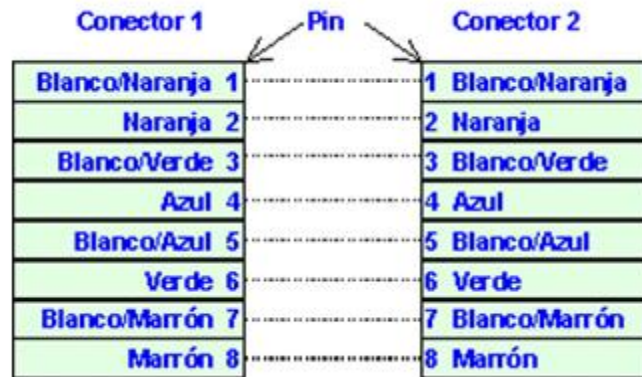 Conector 1 Pin Conector 2
Blanco/Naranja 1 1 Blanco/Naranja
Naranja 2 2 Naranja
Blanco/Verde 3 3 Blanco/Verde
Azul 4 4 Azul
Blanco/Azul 5 5 Blanco/Azul
Verde 6 6 Verde
Blanco/Marrón 7 7 Blanco/Marrón
Marrón 8 8 Marrón